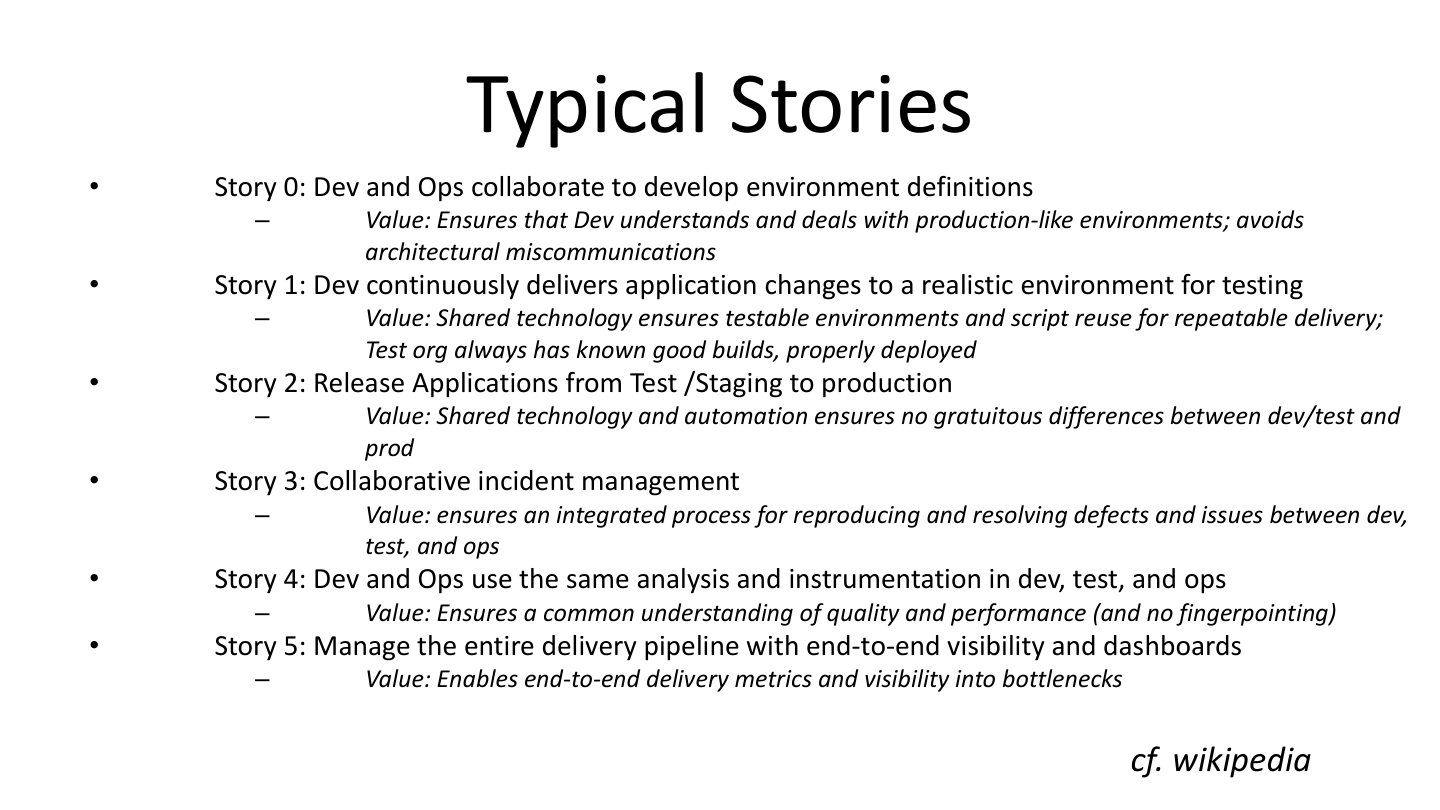 Typical Stories
• Story 0: Dev and Ops collaborate to develop environment definitions
– Value: Ensures that Dev understands and deals with production-like environments; avoids
architectural miscommunications
• Story 1: Dev continuously delivers application changes to a realistic environment for testing
– Value: Shared technology ensures testable environments and script reuse for repeatable delivery;
Test org always has known good builds, properly deployed
• Story 2: Release Applications from Test /Staging to production
– Value: Shared technology and automation ensures no gratuitous differences between dev/test and
prod
• Story 3: Collaborative incident management
– Value: ensures an integrated process for reproducing and resolving defects and issues between dev,
test, and ops
• Story 4: Dev and Ops use the same analysis and instrumentation in dev, test, and ops
– Value: Ensures a common understanding of quality and performance (and no fingerpointing)
• Story 5: Manage the entire delivery pipeline with end-to-end visibility and dashboards
– Value: Enables end-to-end delivery metrics and visibility into bottlenecks
cf. wikipedia